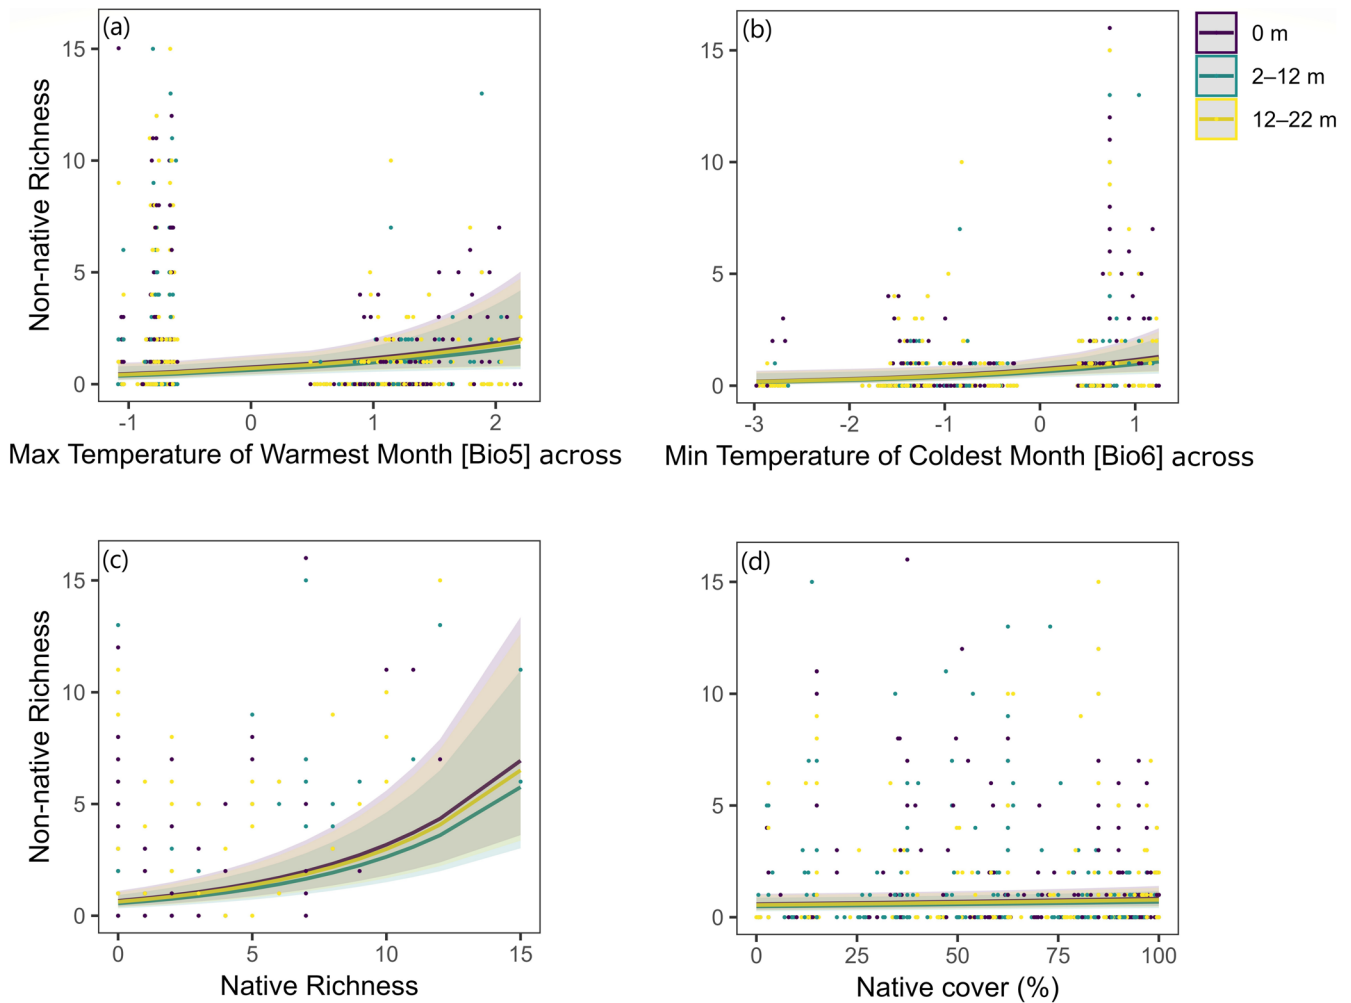 (a)
15
10
5
0
Non-native Richness
-1 0 1 2
Max Temperature of Warmest Month [Bio5] across
(b)
15
10
5
0
-3 -2 -1 0 1
Min Temperature of Coldest Month [Bio6] across
0 m
2–12 m
12–22 m
(c)
15
10
5
0
Non-native Richness
0 5 10 15
Native Richness
(d)
15
10
5
0
0 25 50 75 100
Native cover (%)